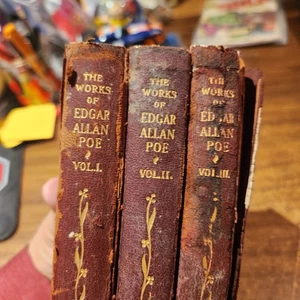 THE
WORKS
OF
EDGAR
ALLAN
POE
VOL.I.
THE
WORKS
OF
EDGAR
ALLAN
POE
VOL.II.
THE
WORKS
OF
EDGAR
ALLAN
POE
VOL.III.